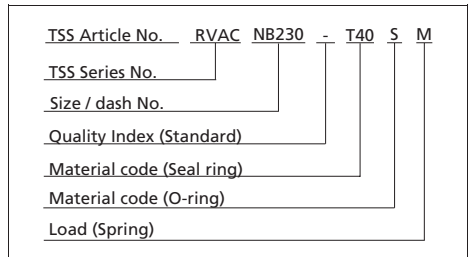 TSS Article No. RVAC NB230 - T40 S M
TSS Series No.
Size / dash No.
Quality Index (Standard)
Material code (Seal ring)
Material code (O-ring)
Load (Spring)